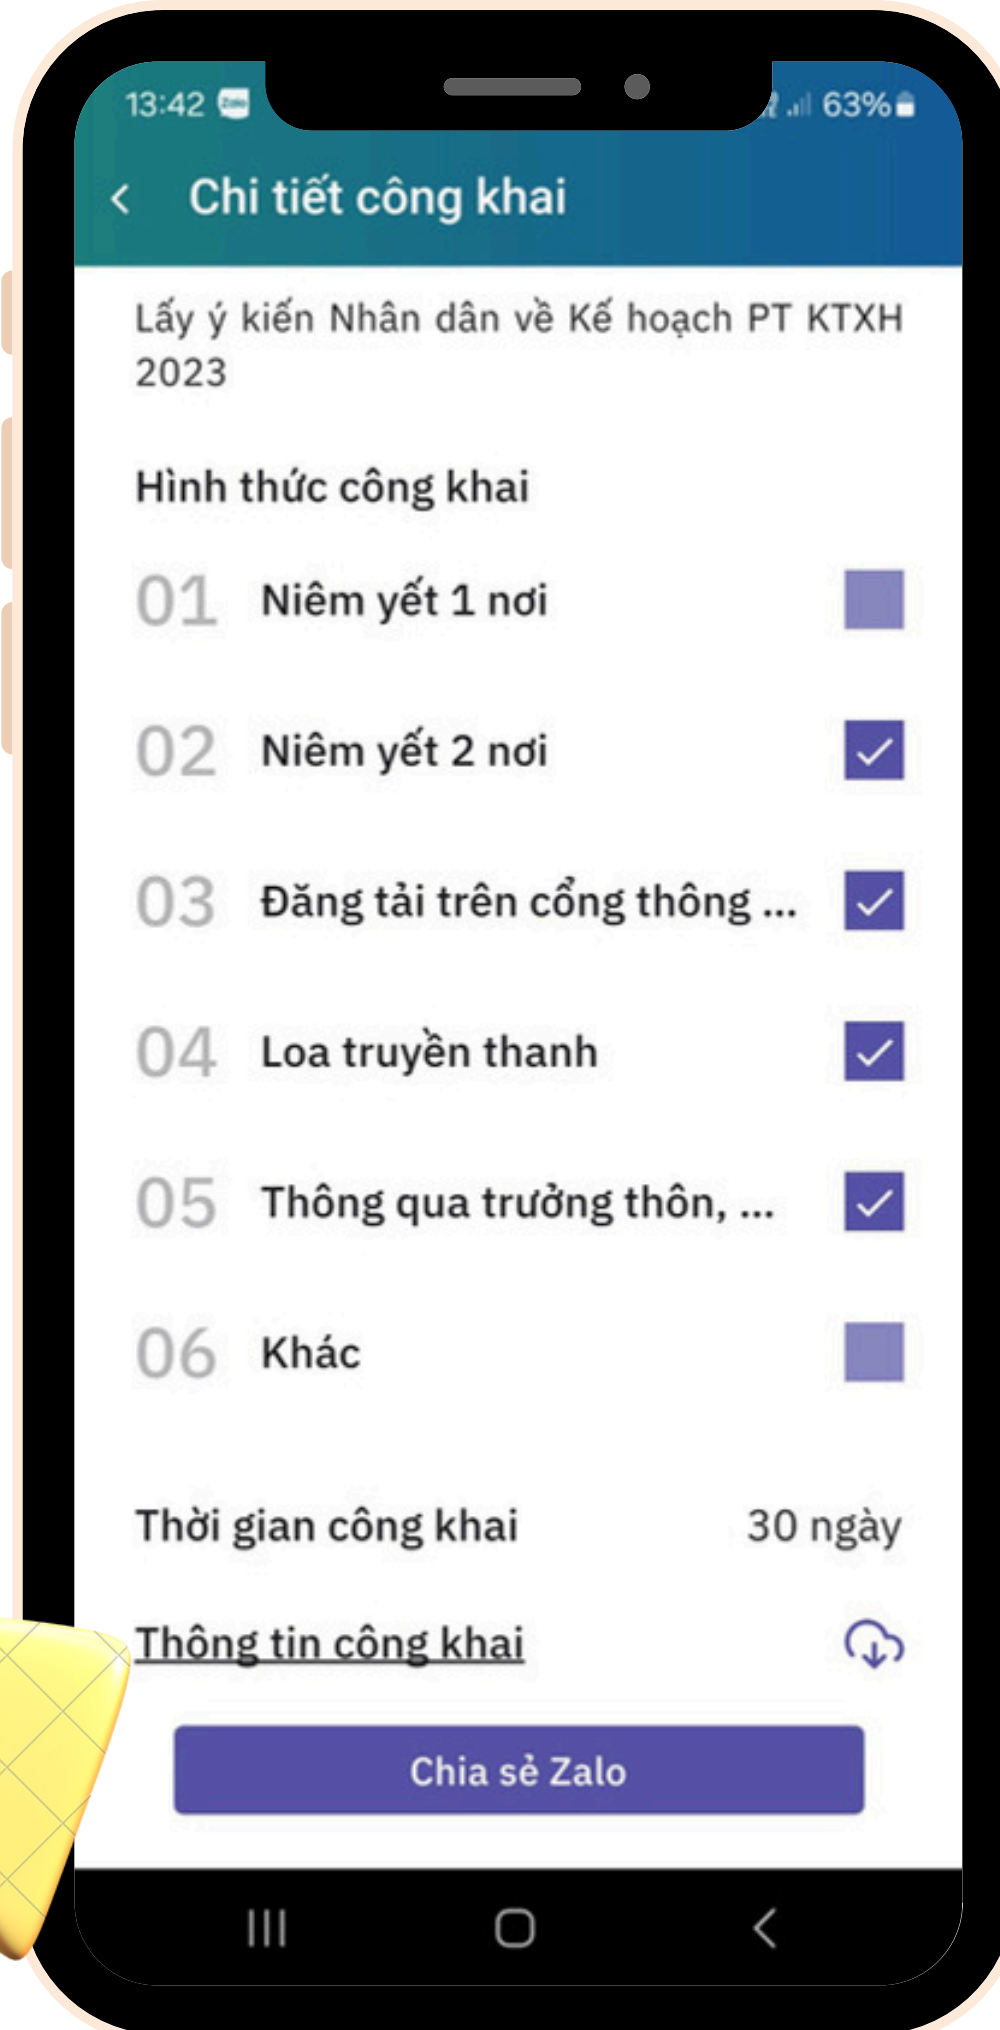 13:42 Zalo 63%
Chi tiết công khai
Lấy ý kiến Nhân dân về Kế hoạch PT KTXH
2023
Hình thức công khai
01 Niêm yết 1 nơi
02 Niêm yết 2 nơi
03 Đăng tải trên cổng thông ...
04 Loa truyền thanh
05 Thông qua trưởng thôn, ...
06 Khác
Thời gian công khai 30 ngày
Thông tin công khai
Chia sẻ Zalo